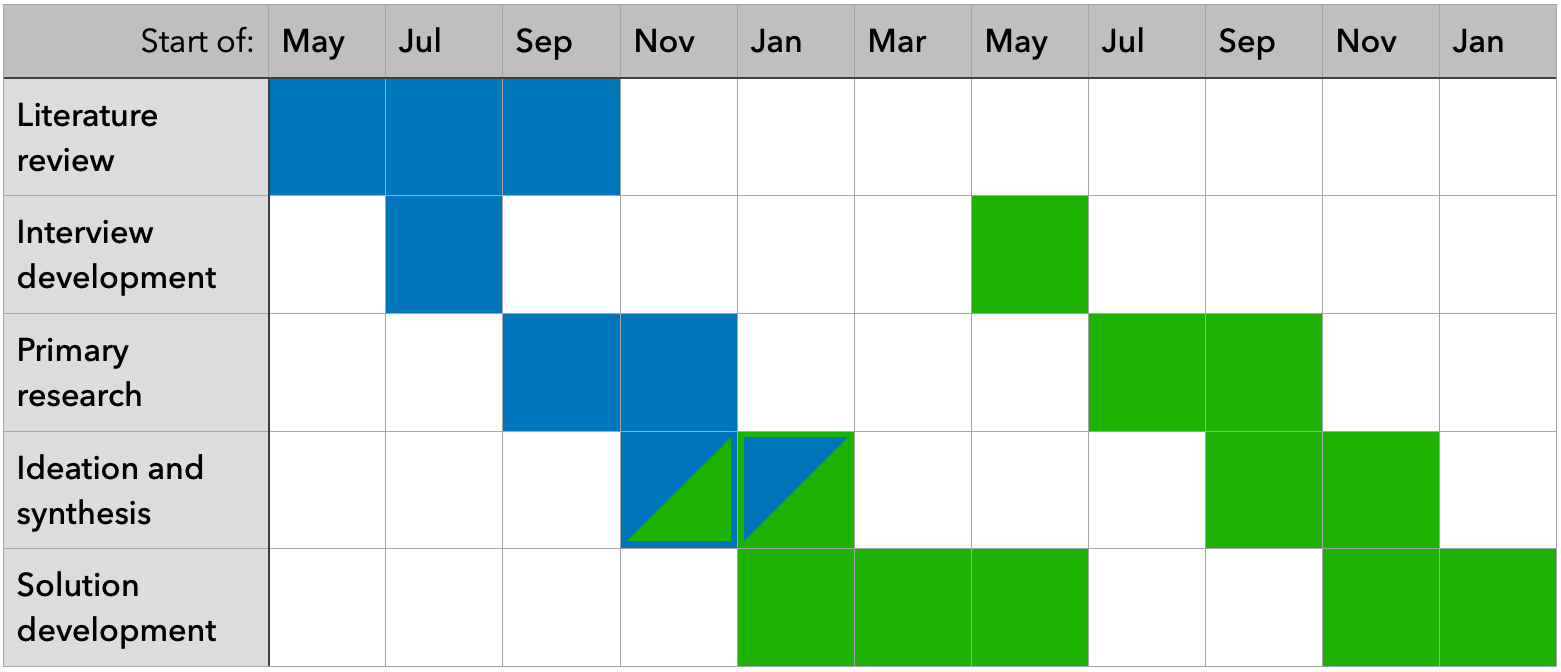 Start of: May Jul Sep Nov Jan Mar May Jul Sep Nov Jan
Literature
review
Interview
development
Primary
research
Ideation and
synthesis
Solution
development